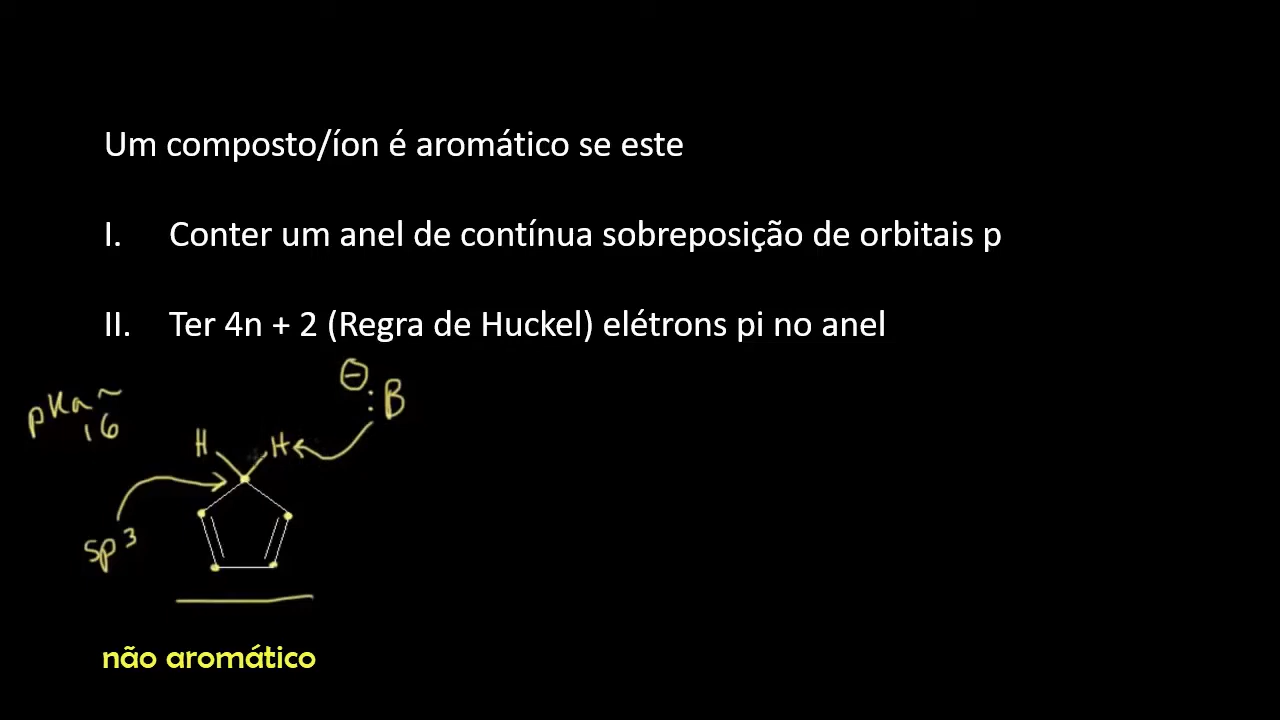 Um composto/íon é aromático se este
I. Conter um anel de contínua sobreposição de orbitais p
II. Ter 4n + 2 (Regra de Huckel) elétrons pi no anel
⊖
pKa ~
16
:B
H H
sp³
não aromático